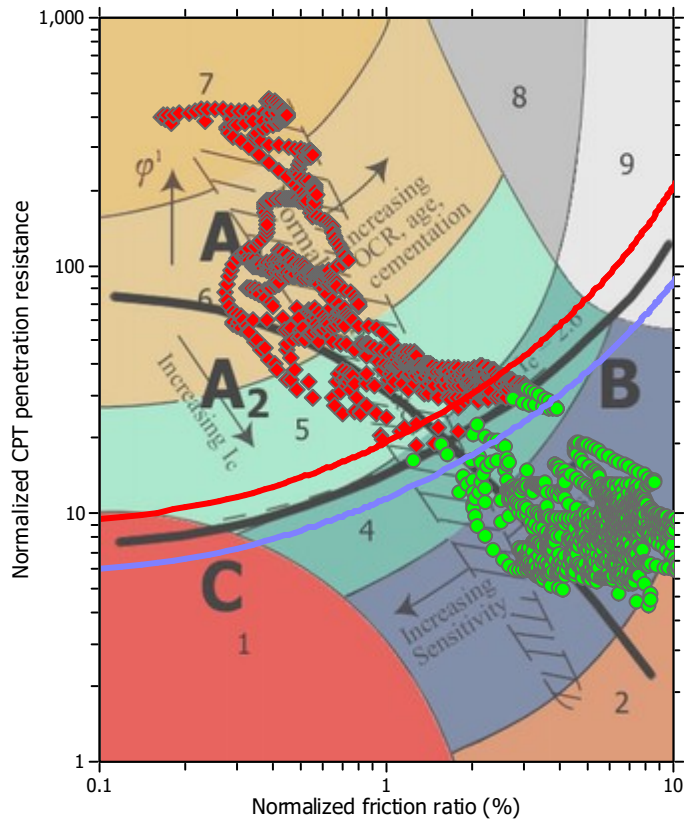 1,000
100
10
1
0.1
1
10
Normalized CPT penetration resistance
Normalized friction ratio (%)
7
8
9
φ¹
A
Increasing
OCR, age,
cementation
6
A2
B
Increasing Ic
5
4
C
1
Increasing
Sensitivity
2